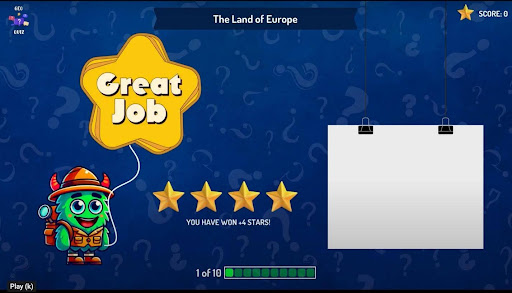 GEO
QUIZ
The Land of Europe
SCORE: 0
Great
Job
YOU HAVE WON +4 STARS!
1 of 10
Play (k)